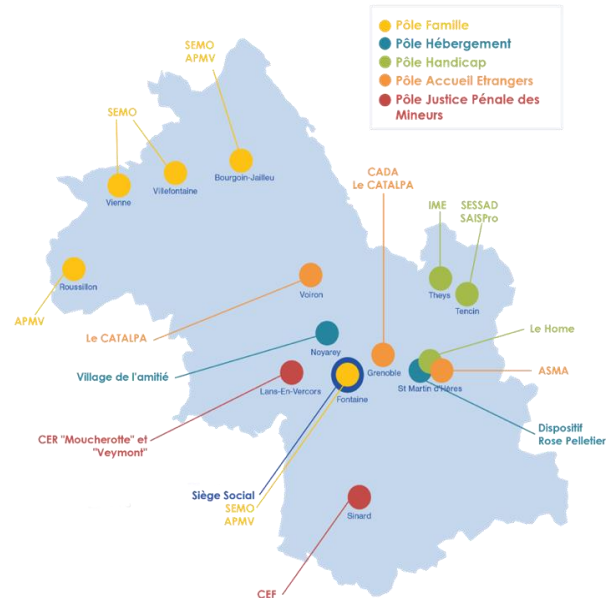 Pôle Famille
Pôle Hébergement
Pôle Handicap
Pôle Accueil Etrangers
Pôle Justice Pénale des
Mineurs
SEMO
APMV
SEMO
Bourgoin-Jailleu
Villefontaine
Vienne
CADA
Le CATALPA
IME
SESSAD
SAISPro
Roussillon
Voiron
Theys
Tencin
APMV
Le CATALPA
Le Home
Noyarey
Grenoble
Village de l'amitié
ASMA
Lans-En-Vercors
Fontaine
St Martin d'Hères
CER "Moucherotte" et
"Veymont"
Dispositif
Rose Pelletier
Siège Social
SEMO
APMV
Sinard
CEF